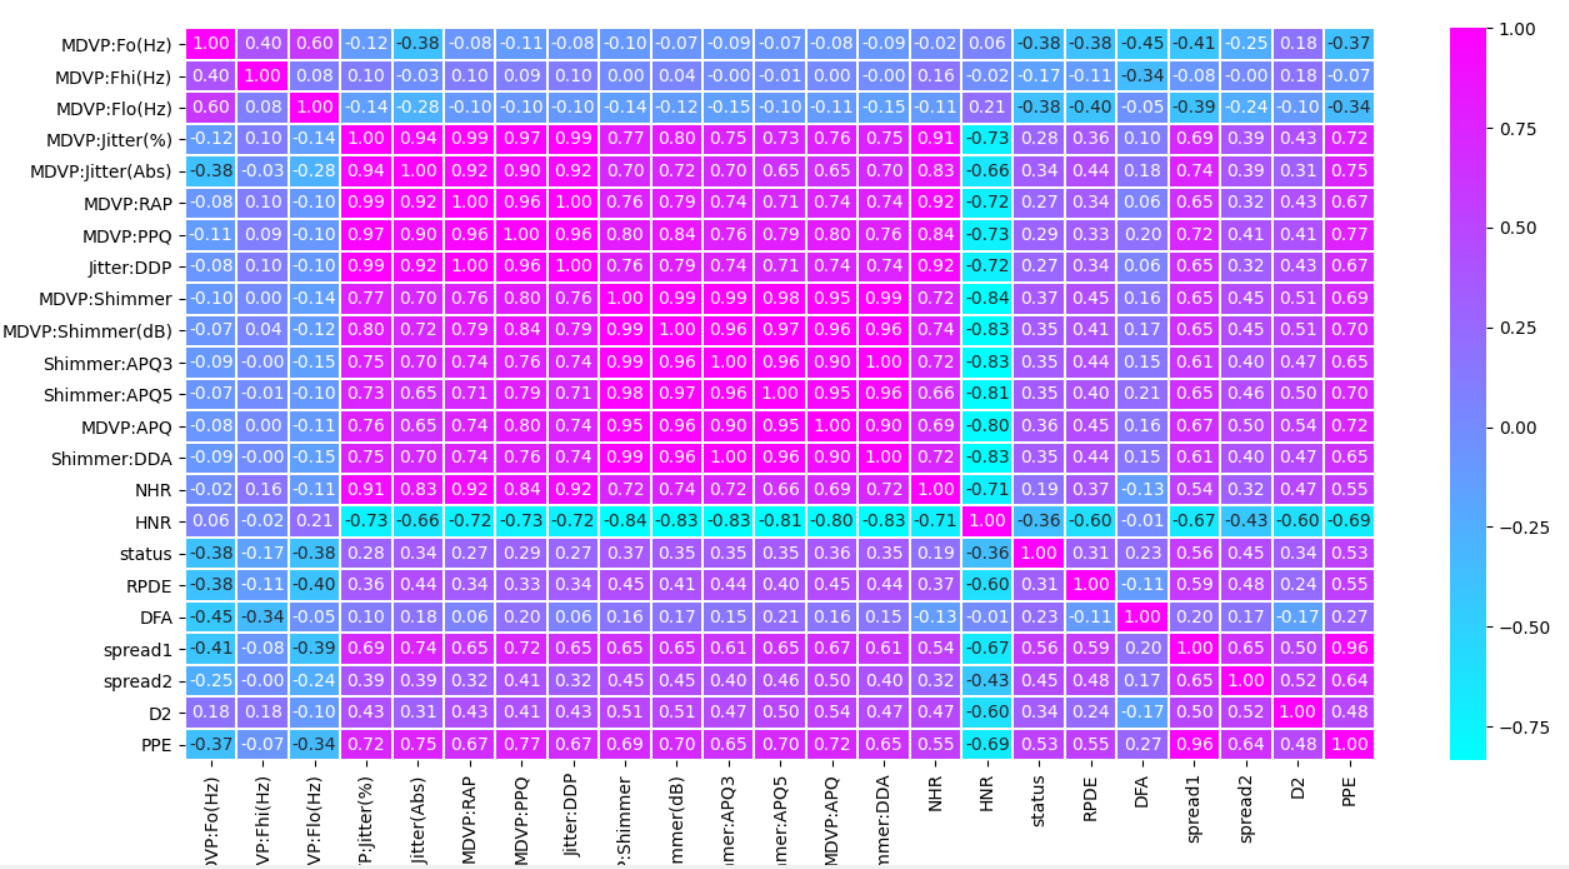 MDVP:Fo(Hz) 1.00 0.40 0.60 -0.12 -0.38 -0.08 -0.11 -0.08 -0.10 -0.07 -0.09 -0.07 -0.08 -0.09 -0.02 0.06 -0.38 -0.38 -0.45 -0.41 -0.25 0.18 -0.37
MDVP:Fhi(Hz) 0.40 1.00 0.08 0.10 -0.03 0.10 0.09 0.10 0.00 0.04 -0.00 -0.01 0.00 -0.00 0.16 -0.02 -0.17 -0.11 -0.34 -0.08 -0.00 0.18 -0.07
MDVP:Flo(Hz) 0.60 0.08 1.00 -0.14 -0.28 -0.10 -0.10 -0.10 -0.14 -0.12 -0.15 -0.10 -0.11 -0.15 -0.11 0.21 -0.38 -0.40 -0.05 -0.39 -0.24 -0.10 -0.34
MDVP:Jitter(%) -0.12 0.10 -0.14 1.00 0.94 0.99 0.97 0.99 0.77 0.80 0.75 0.73 0.76 0.75 0.91 -0.73 0.28 0.36 0.10 0.69 0.39 0.43 0.72
MDVP:Jitter(Abs) -0.38 -0.03 -0.28 0.94 1.00 0.92 0.90 0.92 0.70 0.72 0.70 0.65 0.65 0.70 0.83 -0.66 0.34 0.44 0.18 0.74 0.39 0.31 0.75
MDVP:RAP -0.08 0.10 -0.10 0.99 0.92 1.00 0.96 1.00 0.76 0.79 0.74 0.71 0.74 0.74 0.92 -0.72 0.27 0.34 0.06 0.65 0.32 0.43 0.67
MDVP:PPQ -0.11 0.09 -0.10 0.97 0.90 0.96 1.00 0.96 0.80 0.84 0.76 0.79 0.80 0.76 0.84 -0.73 0.29 0.33 0.20 0.72 0.41 0.41 0.77
Jitter:DDP -0.08 0.10 -0.10 0.99 0.92 1.00 0.96 1.00 0.76 0.79 0.74 0.71 0.74 0.74 0.92 -0.72 0.27 0.34 0.06 0.65 0.32 0.43 0.67
MDVP:Shimmer -0.10 0.00 -0.14 0.77 0.70 0.76 0.80 0.76 1.00 0.99 0.99 0.98 0.95 0.99 0.72 -0.84 0.37 0.45 0.16 0.65 0.45 0.51 0.69
MDVP:Shimmer(dB) -0.07 0.04 -0.12 0.80 0.72 0.79 0.84 0.79 0.99 1.00 0.96 0.97 0.96 0.96 0.74 -0.83 0.35 0.41 0.17 0.65 0.45 0.51 0.70
Shimmer:APQ3 -0.09 -0.00 -0.15 0.75 0.70 0.74 0.76 0.74 0.99 0.96 1.00 0.96 0.90 1.00 0.72 -0.83 0.35 0.44 0.15 0.61 0.40 0.47 0.65
Shimmer:APQ5 -0.07 -0.01 -0.10 0.73 0.65 0.71 0.79 0.71 0.98 0.97 0.96 1.00 0.95 0.96 0.66 -0.81 0.35 0.40 0.21 0.65 0.46 0.50 0.70
MDVP:APQ -0.08 0.00 -0.11 0.76 0.65 0.74 0.80 0.74 0.95 0.96 0.90 0.95 1.00 0.90 0.69 -0.80 0.36 0.45 0.16 0.67 0.50 0.54 0.72
Shimmer:DDA -0.09 -0.00 -0.15 0.75 0.70 0.74 0.76 0.74 0.99 0.96 1.00 0.96 0.90 1.00 0.72 -0.83 0.35 0.44 0.15 0.61 0.40 0.47 0.65
NHR -0.02 0.16 -0.11 0.91 0.83 0.92 0.84 0.92 0.72 0.74 0.72 0.66 0.69 0.72 1.00 -0.71 0.19 0.37 -0.13 0.54 0.32 0.47 0.55
HNR 0.06 -0.02 0.21 -0.73 -0.66 -0.72 -0.73 -0.72 -0.84 -0.83 -0.83 -0.81 -0.80 -0.83 -0.71 1.00 -0.36 -0.60 -0.01 -0.67 -0.43 -0.60 -0.69
status -0.38 -0.17 -0.38 0.28 0.34 0.27 0.29 0.27 0.37 0.35 0.35 0.35 0.36 0.35 0.19 -0.36 1.00 0.31 0.23 0.56 0.45 0.34 0.53
RPDE -0.38 -0.11 -0.40 0.36 0.44 0.34 0.33 0.34 0.45 0.41 0.44 0.40 0.45 0.44 0.37 -0.60 0.31 1.00 -0.11 0.59 0.48 0.24 0.55
DFA -0.45 -0.34 -0.05 0.10 0.18 0.06 0.20 0.06 0.16 0.17 0.15 0.21 0.16 0.15 -0.13 -0.01 0.23 -0.11 1.00 0.20 0.17 -0.17 0.27
spread1 -0.41 -0.08 -0.39 0.69 0.74 0.65 0.72 0.65 0.65 0.65 0.61 0.65 0.67 0.61 0.54 -0.67 0.56 0.59 0.20 1.00 0.65 0.50 0.96
spread2 -0.25 -0.00 -0.24 0.39 0.39 0.32 0.41 0.32 0.45 0.45 0.40 0.46 0.50 0.40 0.32 -0.43 0.45 0.48 0.17 0.65 1.00 0.52 0.64
D2 0.18 0.18 -0.10 0.43 0.31 0.43 0.41 0.43 0.51 0.51 0.47 0.50 0.54 0.47 0.47 -0.60 0.34 0.24 -0.17 0.50 0.52 1.00 0.48
PPE -0.37 -0.07 -0.34 0.72 0.75 0.67 0.77 0.67 0.69 0.70 0.65 0.70 0.72 0.65 0.55 -0.69 0.53 0.55 0.27 0.96 0.64 0.48 1.00
VP:Fo(Hz)
VP:Fhi(Hz)
VP:Flo(Hz)
P:Jitter(%)
Jitter(Abs)
MDVP:RAP
MDVP:PPQ
Jitter:DDP
P:Shimmer
mmer(dB)
mer:APQ3
mer:APQ5
MDVP:APQ
mmer:DDA
NHR
HNR
status
RPDE
DFA
spread1
spread2
D2
PPE
1.00
0.75
0.50
0.25
0.00
−0.25
−0.50
−0.75